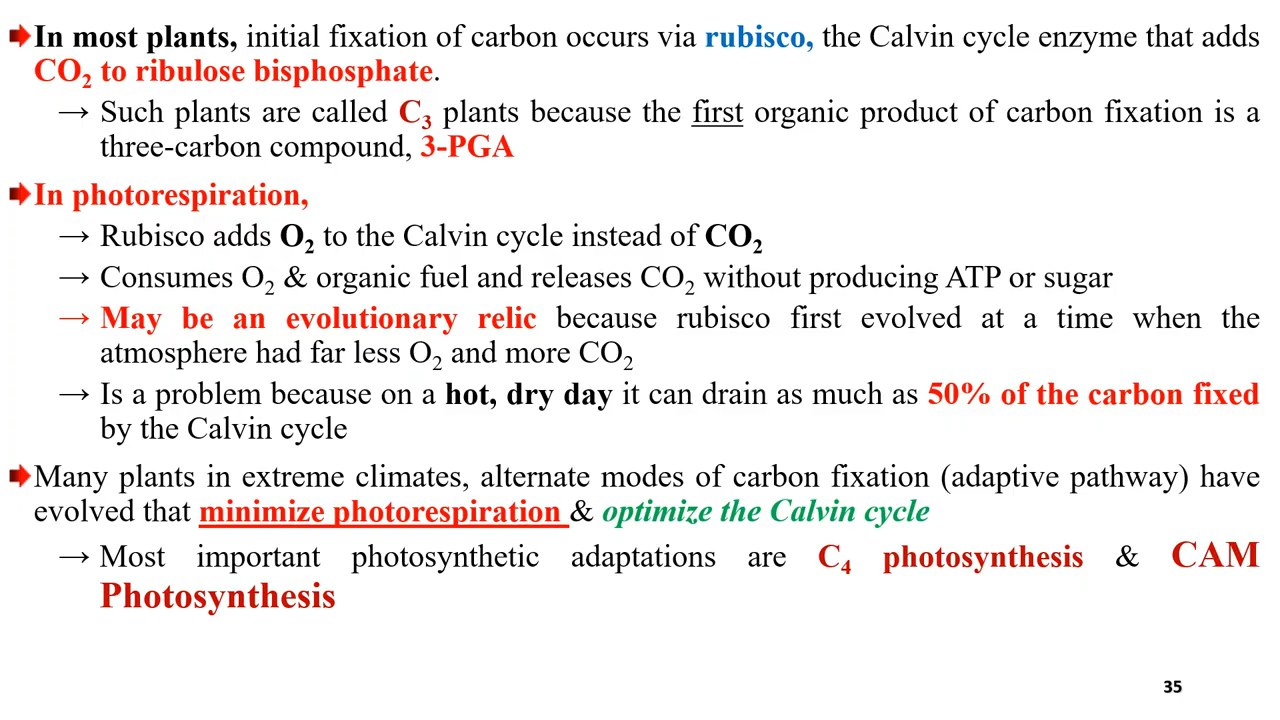 In most plants, initial fixation of carbon occurs via rubisco, the Calvin cycle enzyme that adds
CO₂ to ribulose bisphosphate.
→ Such plants are called C₃ plants because the first organic product of carbon fixation is a
three-carbon compound, 3-PGA
In photorespiration,
→ Rubisco adds O₂ to the Calvin cycle instead of CO₂
→ Consumes O₂ & organic fuel and releases CO₂ without producing ATP or sugar
→ May be an evolutionary relic because rubisco first evolved at a time when the
atmosphere had far less O₂ and more CO₂
→ Is a problem because on a hot, dry day it can drain as much as 50% of the carbon fixed
by the Calvin cycle
Many plants in extreme climates, alternate modes of carbon fixation (adaptive pathway) have
evolved that minimize photorespiration & optimize the Calvin cycle
→ Most important photosynthetic adaptations are C₄ photosynthesis & CAM
Photosynthesis
35